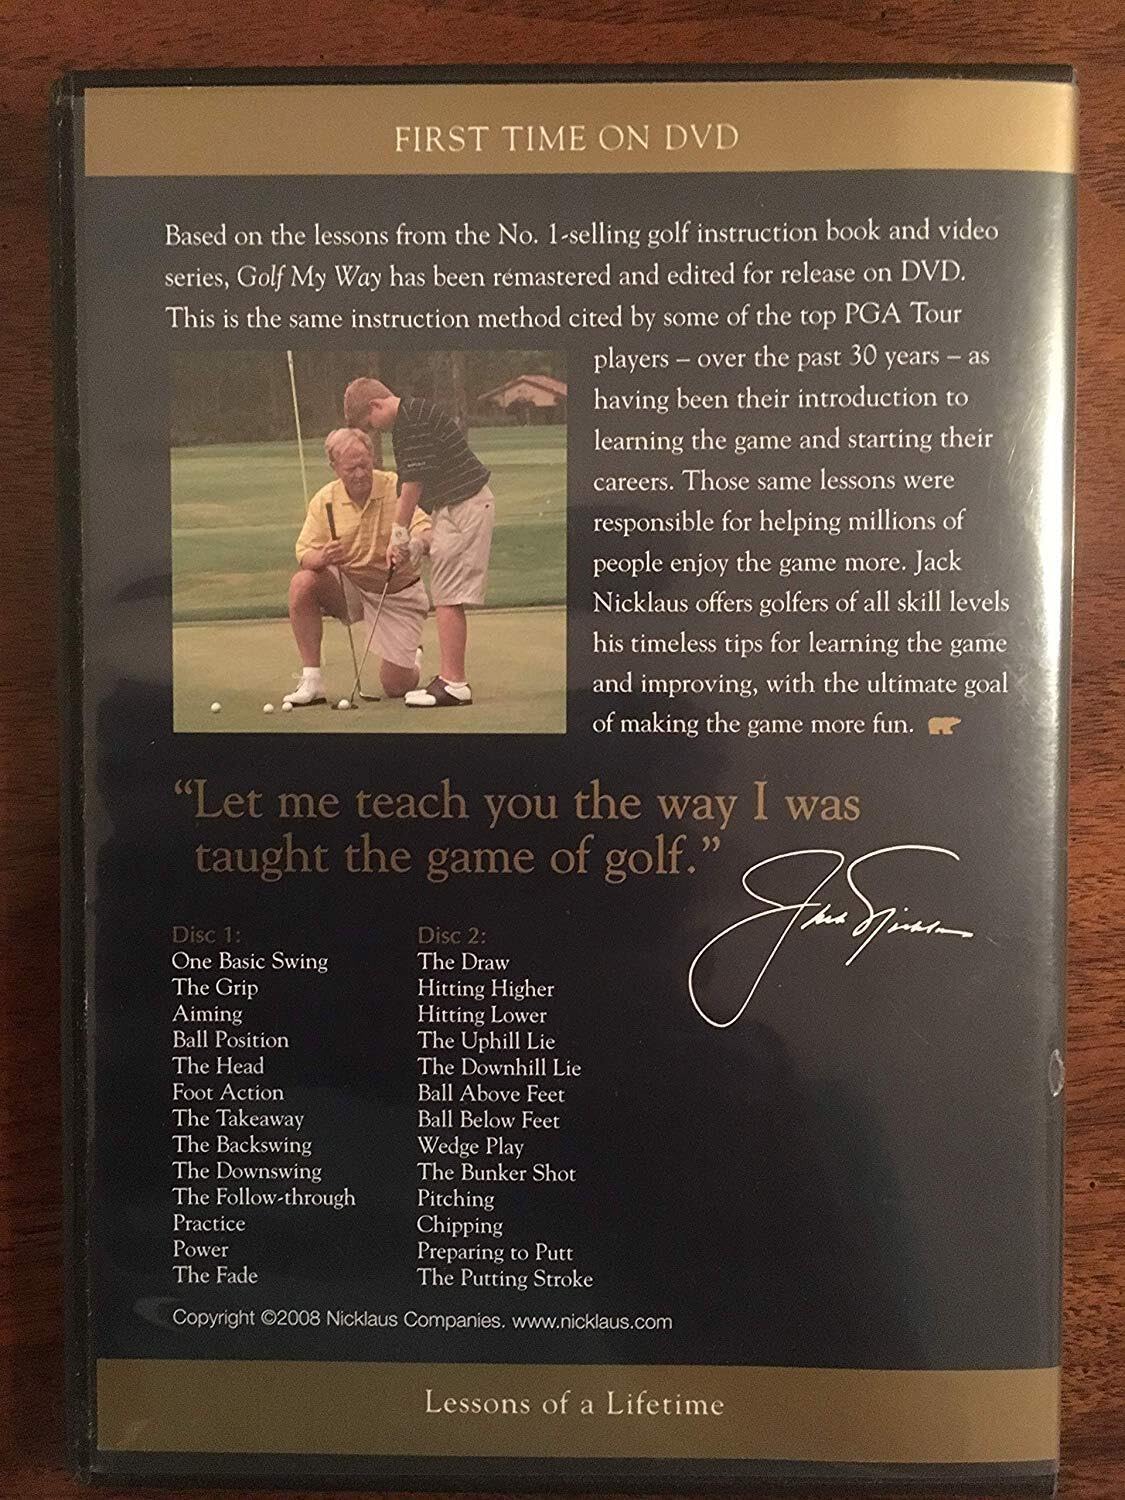 FIRST TIME ON DVD
Based on the lessons from the No. 1-selling golf instruction book and video
series, Golf My Way has been remastered and edited for release on DVD.
This is the same instruction method cited by some of the top PGA Tour
players – over the past 30 years – as
having been their introduction to
learning the game and starting their
careers. Those same lessons were
responsible for helping millions of
people enjoy the game more. Jack
Nicklaus offers golfers of all skill levels
his timeless tips for learning the game
and improving, with the ultimate goal
of making the game more fun.
“Let me teach you the way I was
taught the game of golf.”
Jack Nicklaus
Disc 1:
One Basic Swing
The Grip
Aiming
Ball Position
The Head
Foot Action
The Takeaway
The Backswing
The Downswing
The Follow-through
Practice
Power
The Fade
Disc 2:
The Draw
Hitting Higher
Hitting Lower
The Uphill Lie
The Downhill Lie
Ball Above Feet
Ball Below Feet
Wedge Play
The Bunker Shot
Pitching
Chipping
Preparing to Putt
The Putting Stroke
Copyright ©2008 Nicklaus Companies. www.nicklaus.com
Lessons of a Lifetime